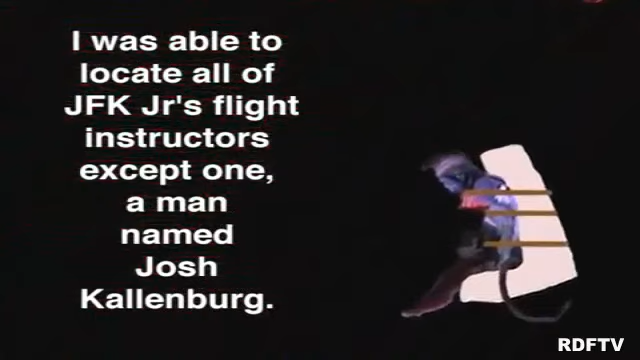 I was able to
locate all of
JFK Jr's flight
instructors
except one,
a man
named
Josh
Kallenburg.
RDFTV